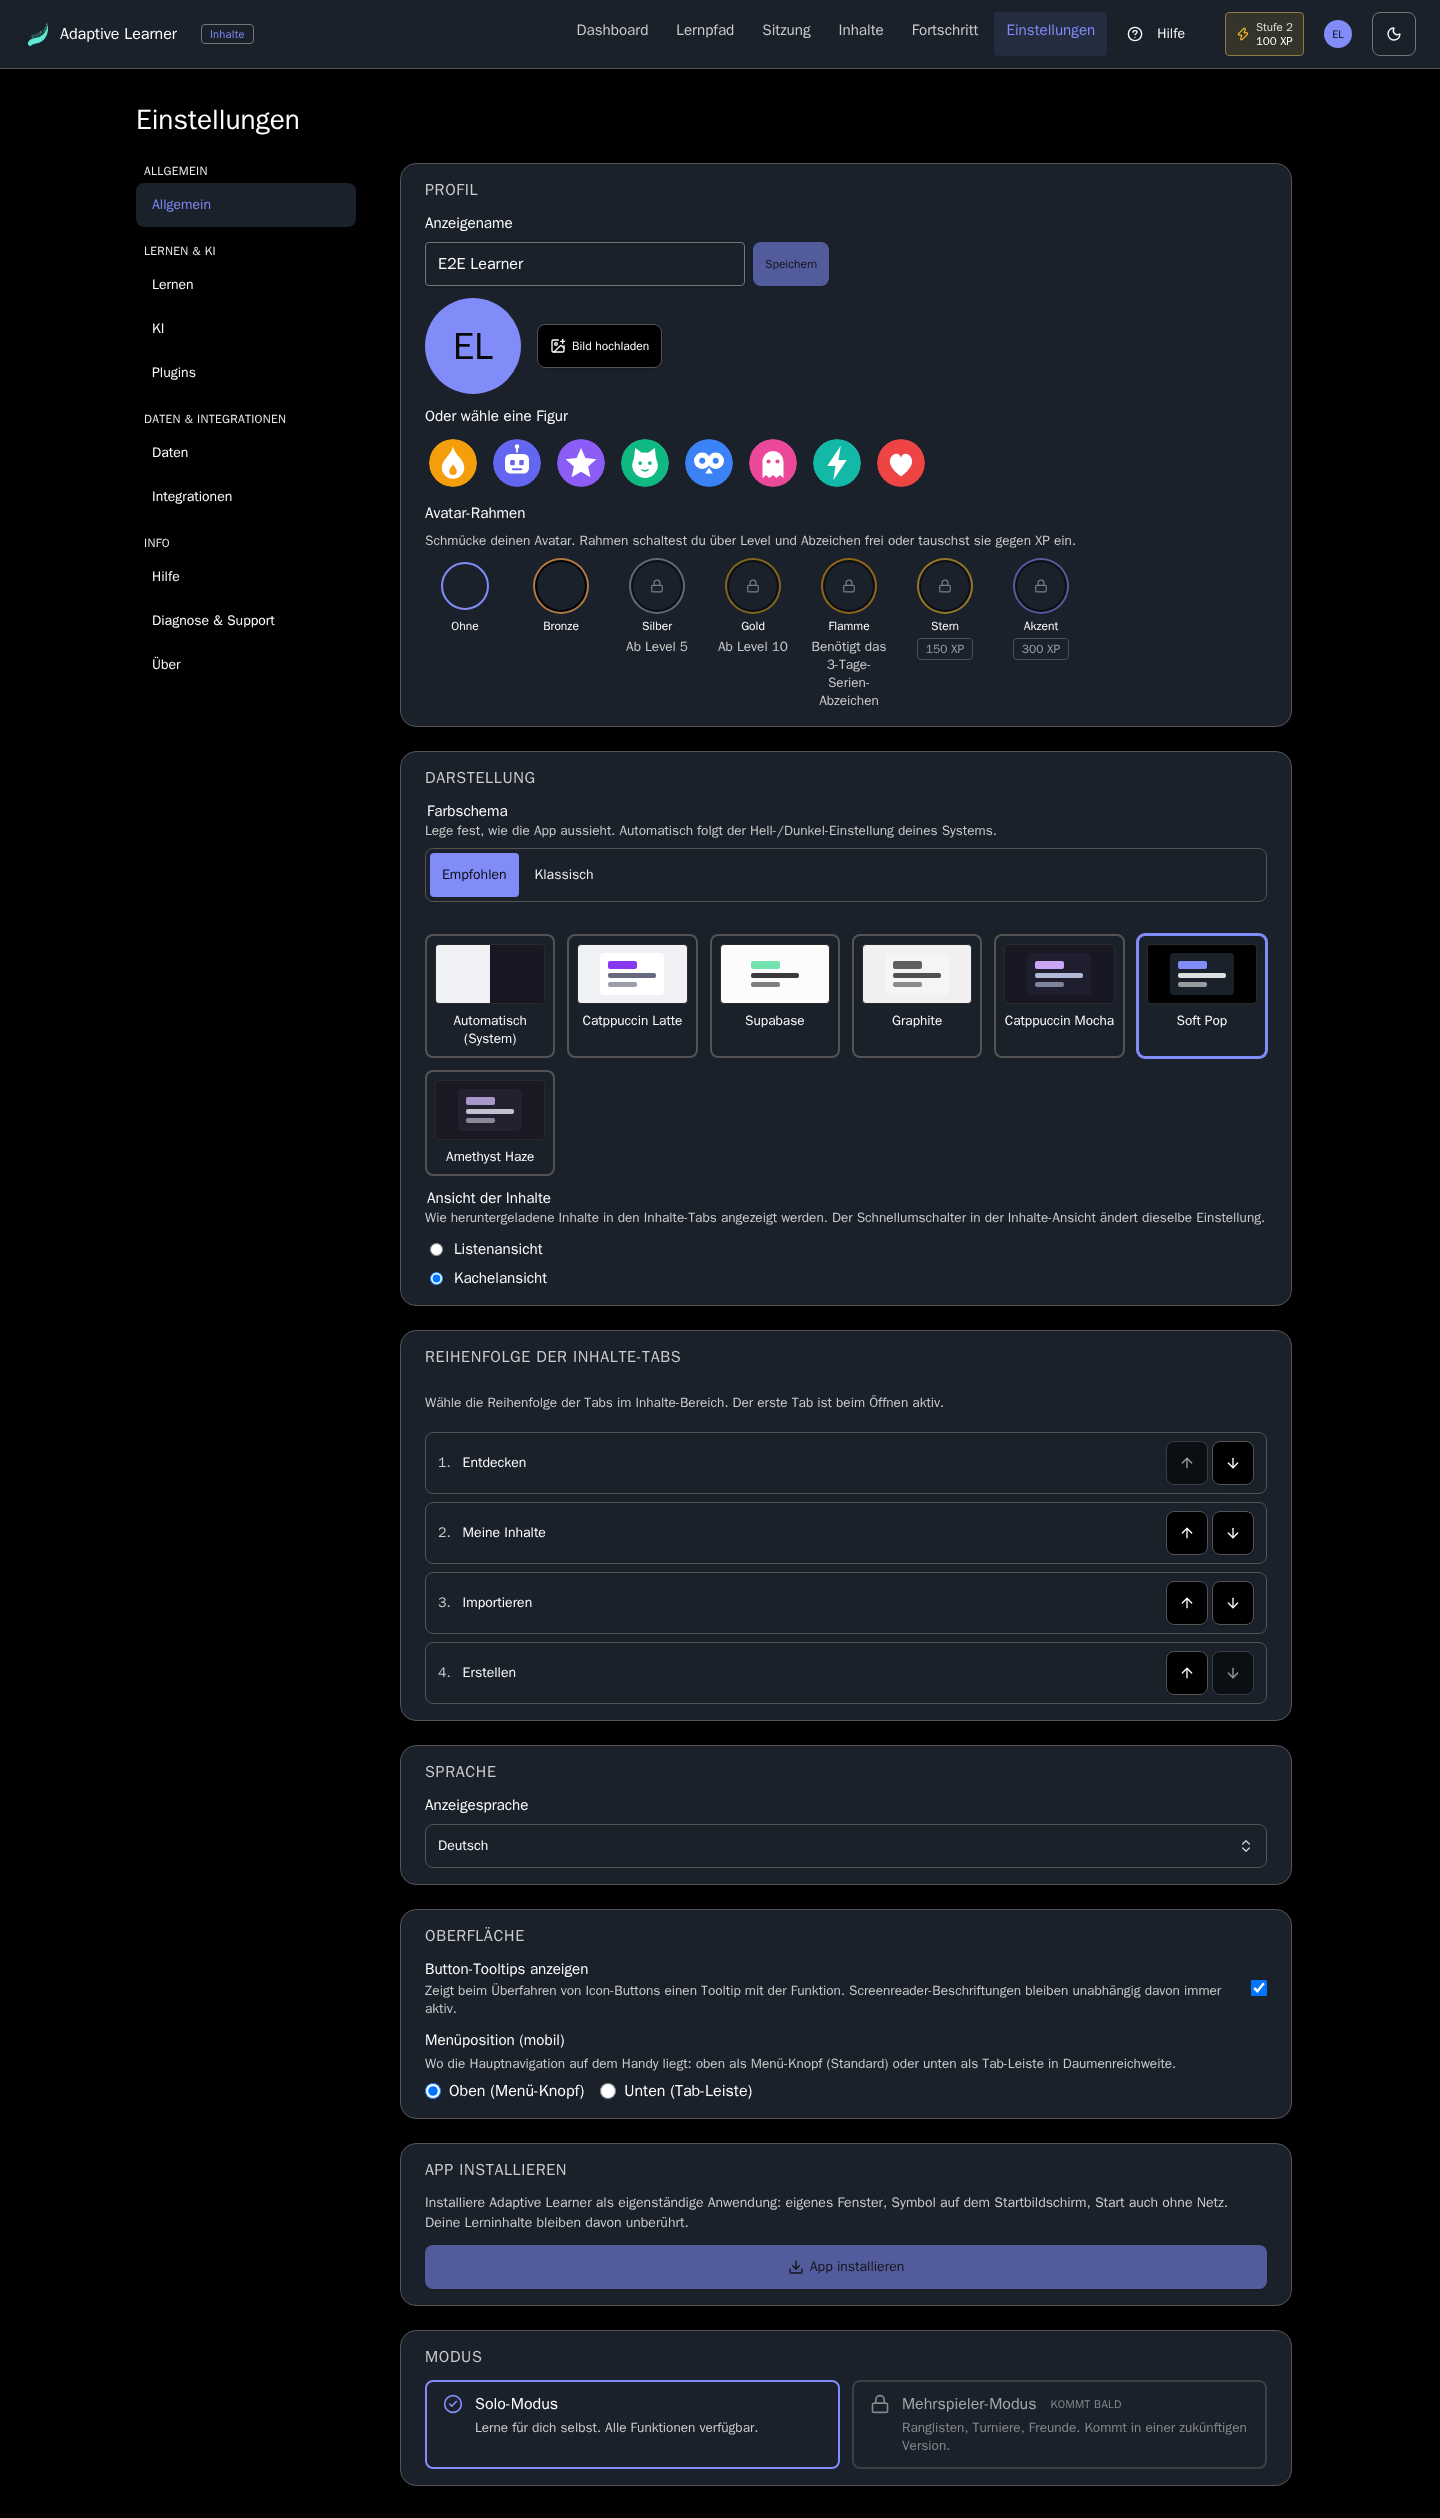 Adaptive Learner
Inhalte
Dashboard
Lernpfad
Sitzung
Inhalte
Fortschritt
Einstellungen
Hilfe
Stufe 2
100 XP
EL
Einstellungen
ALLGEMEIN
Allgemein
LERNEN & KI
Lernen
KI
Plugins
DATEN & INTEGRATIONEN
Daten
Integrationen
INFO
Hilfe
Diagnose & Support
Über
PROFIL
Anzeigename
E2E Learner
Speichern
EL
Bild hochladen
Oder wähle eine Figur
Avatar-Rahmen
Schmücke deinen Avatar. Rahmen schaltest du über Level und Abzeichen frei oder tauschst sie gegen XP ein.
Ohne
Bronze
Silber
Ab Level 5
Gold
Ab Level 10
Flamme
Benötigt das
3-Tage-
Serien-
Abzeichen
Stern
150 XP
Akzent
300 XP
DARSTELLUNG
Farbschema
Lege fest, wie die App aussieht. Automatisch folgt der Hell-/Dunkel-Einstellung deines Systems.
Empfohlen
Klassisch
Automatisch
(System)
Catppuccin Latte
Supabase
Graphite
Catppuccin Mocha
Soft Pop
Amethyst Haze
Ansicht der Inhalte
Wie heruntergeladene Inhalte in den Inhalte-Tabs angezeigt werden. Der Schnellumschalter in der Inhalte-Ansicht ändert dieselbe Einstellung.
Listenansicht
Kachelansicht
REIHENFOLGE DER INHALTE-TABS
Wähle die Reihenfolge der Tabs im Inhalte-Bereich. Der erste Tab ist beim Öffnen aktiv.
1. Entdecken
2. Meine Inhalte
3. Importieren
4. Erstellen
SPRACHE
Anzeigesprache
Deutsch
OBERFLÄCHE
Button-Tooltips anzeigen
Zeigt beim Überfahren von Icon-Buttons einen Tooltip mit der Funktion. Screenreader-Beschriftungen bleiben unabhängig davon immer
aktiv.
Menüposition (mobil)
Wo die Hauptnavigation auf dem Handy liegt: oben als Menü-Knopf (Standard) oder unten als Tab-Leiste in Daumenreichweite.
Oben (Menü-Knopf)
Unten (Tab-Leiste)
APP INSTALLIEREN
Installiere Adaptive Learner als eigenständige Anwendung: eigenes Fenster, Symbol auf dem Startbildschirm, Start auch ohne Netz.
Deine Lerninhalte bleiben davon unberührt.
App installieren
MODUS
Solo-Modus
Lerne für dich selbst. Alle Funktionen verfügbar.
Mehrspieler-Modus KOMMT BALD
Ranglisten, Turniere, Freunde. Kommt in einer zukünftigen
Version.